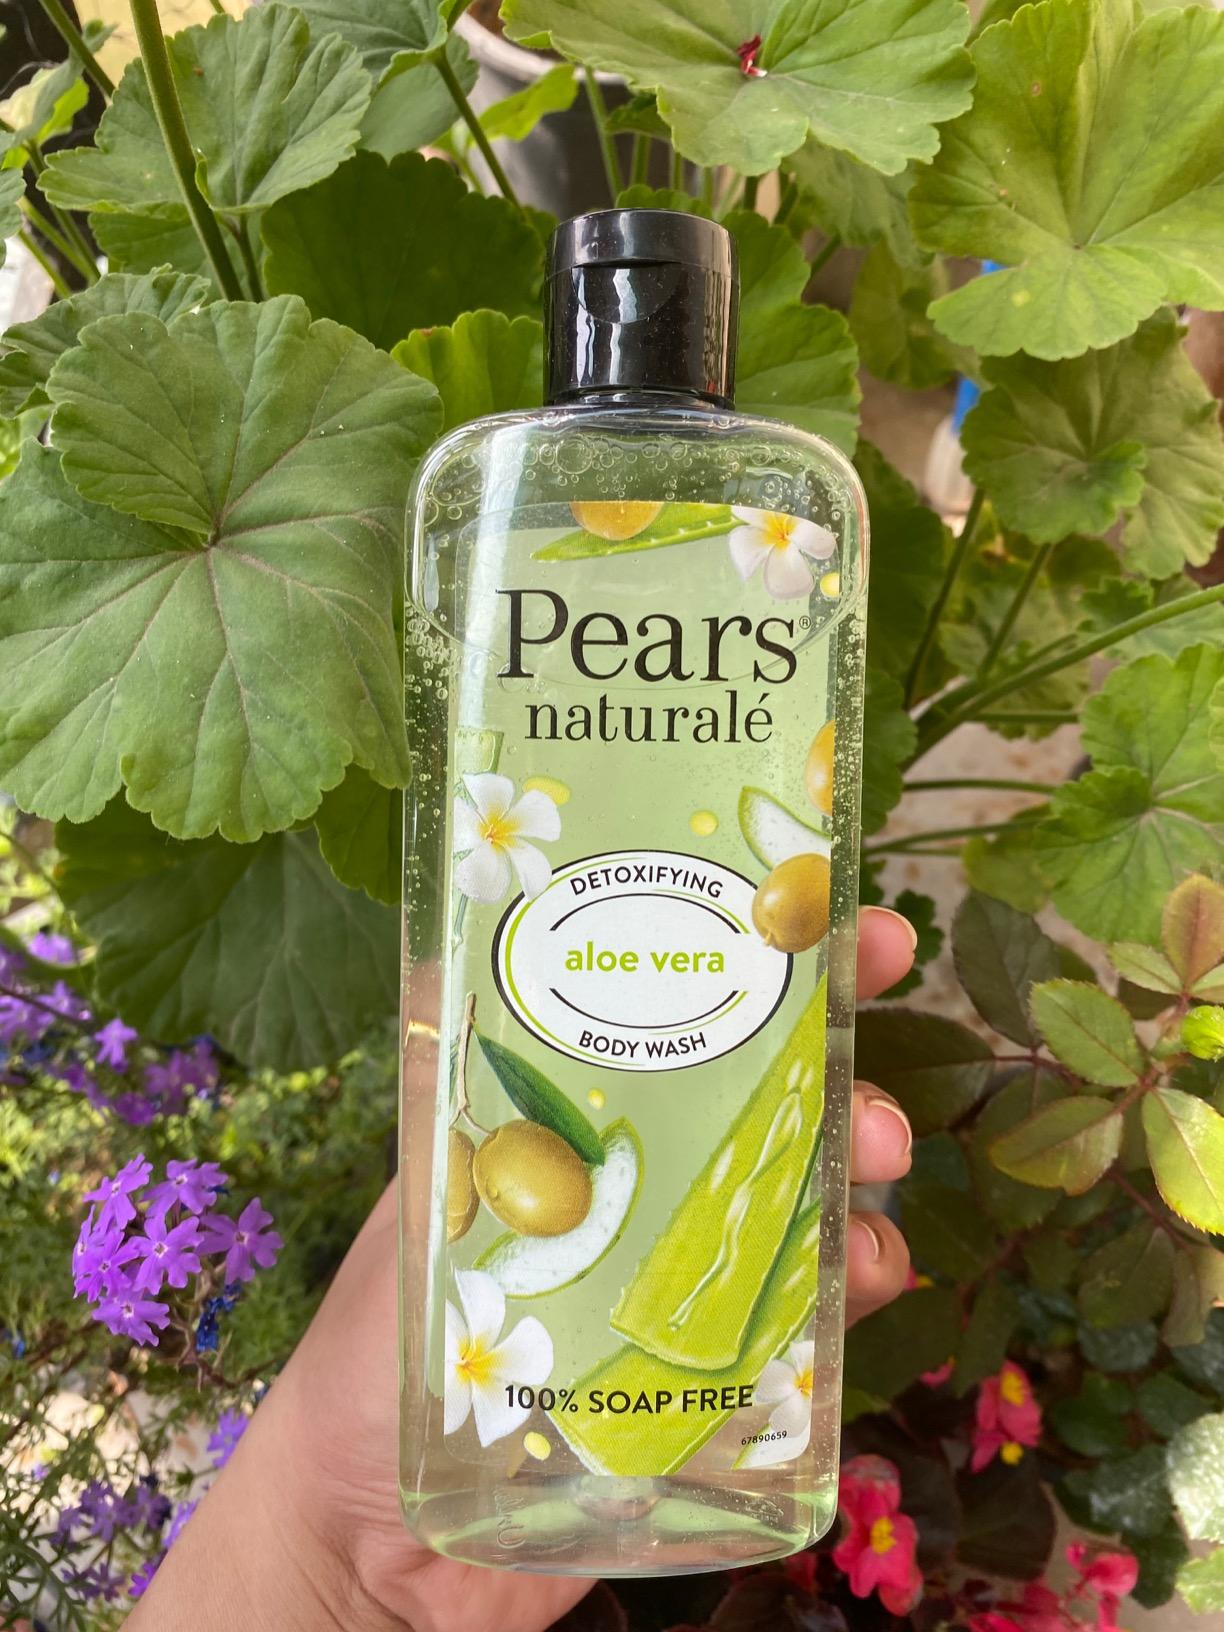 Pears®
naturalé
DETOXIFYING
aloe vera
BODY WASH
100% SOAP FREE
67890659